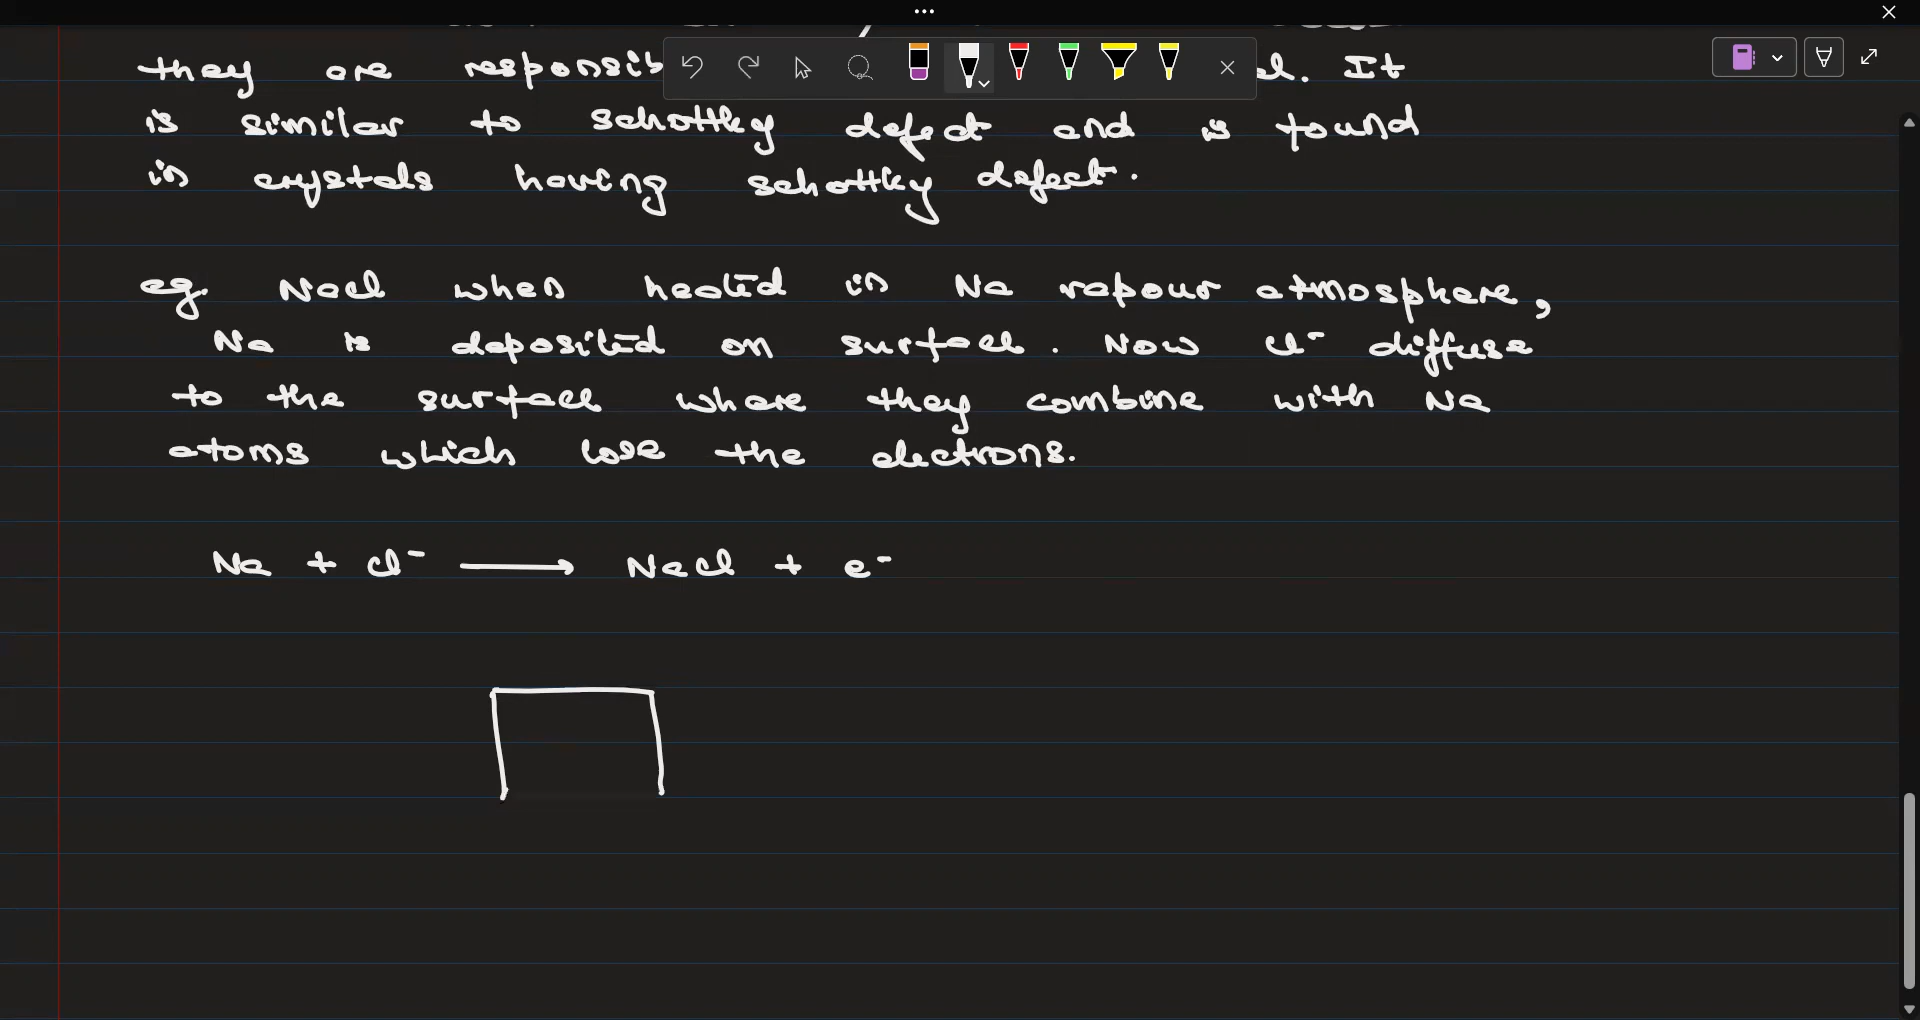 they are responsib l. It
is similar to schottky defect and is found
in crystals having schottky defect.
eg. NaCl when heated in Na vapour atmosphere,
Na is deposited on surface. Now Cl⁻ diffuse
to the surface where they combine with Na
atoms which lose the electrons.
Na + Cl⁻ ⟶ NaCl + e⁻